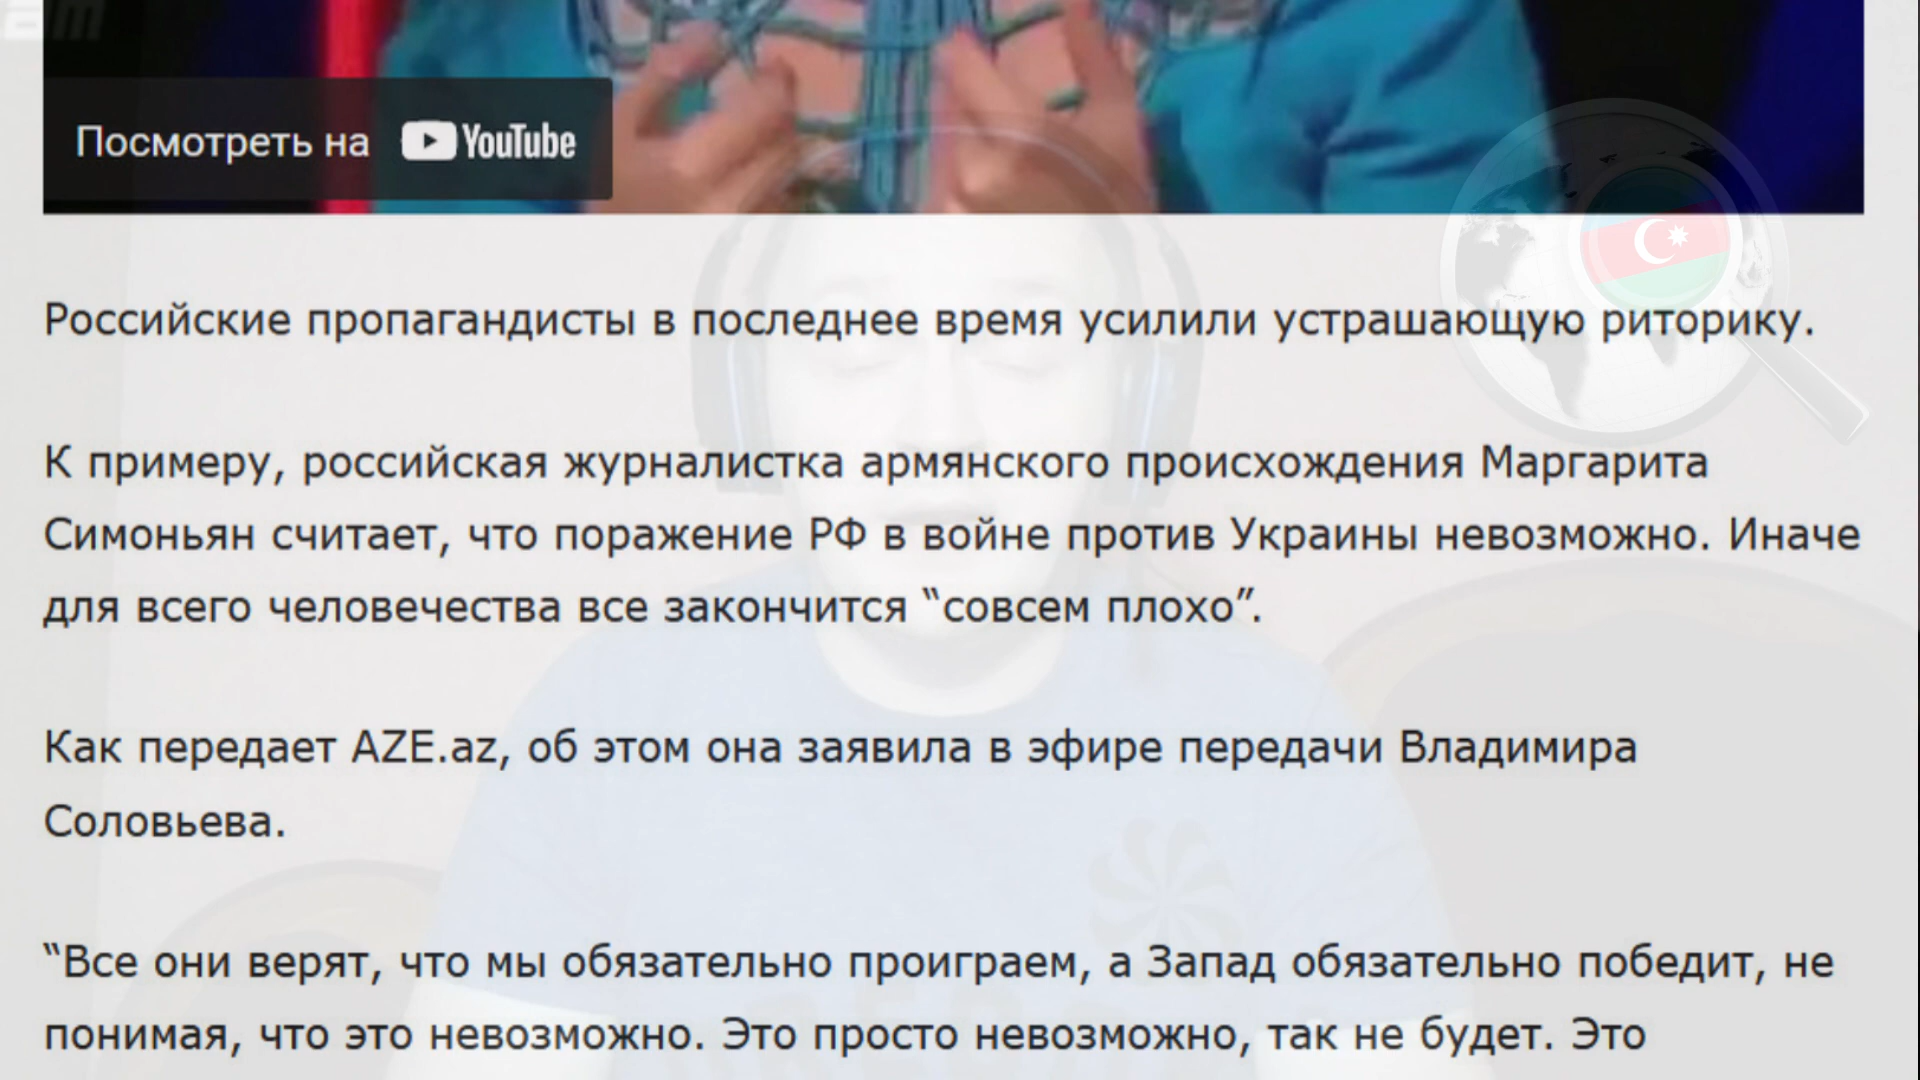 am
Посмотреть на YouTube
Российские пропагандисты в последнее время усилили устрашающую риторику.
К примеру, российская журналистка армянского происхождения Маргарита
Симоньян считает, что поражение РФ в войне против Украины невозможно. Иначе
для всего человечества все закончится “совсем плохо”.
Как передает AZE.az, об этом она заявила в эфире передачи Владимира
Соловьева.
“Все они верят, что мы обязательно проиграем, а Запад обязательно победит, не
понимая, что это невозможно. Это просто невозможно, так не будет. Это